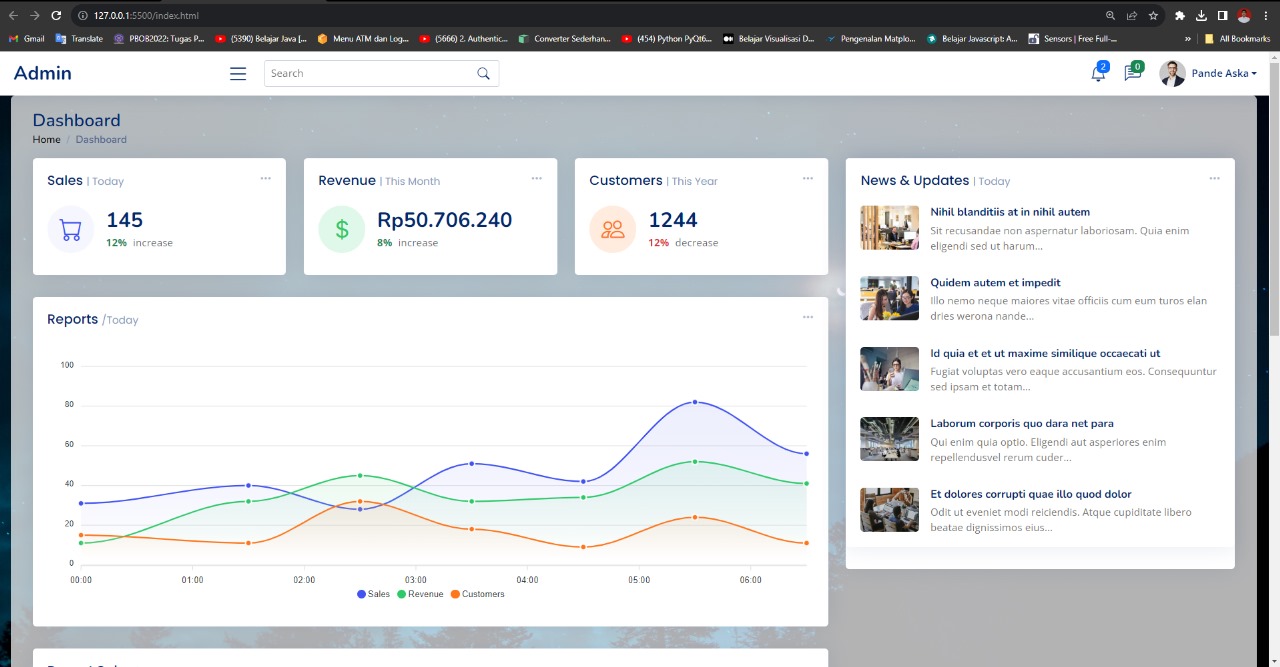 127.0.0.1:5500/index.html
Gmail
Translate
PBOB2022: Tugas P...
(5390) Belajar Java [...
Menu ATM dan Log...
(5666) 2. Authentic...
Converter Sederhan...
(454) Python PyQt6...
Belajar Visualisasi D...
Pengenalan Matplo...
Belajar Javascript: A...
Sensors | Free Full-...
»
All Bookmarks
Admin
Search
2
0
Pande Aska
Dashboard
Home / Dashboard
Sales | Today
145
12% increase
Revenue | This Month
Rp50.706.240
8% increase
Customers | This Year
1244
12% decrease
News & Updates | Today
Nihil blanditiis at in nihil autem
Sit recusandae non aspernatur laboriosam. Quia enim
eligendi sed ut harum...
Quidem autem et impedit
Illo nemo neque maiores vitae officiis cum eum turos elan
dries werona nande...
Id quia et et ut maxime similique occaecati ut
Fugiat voluptas vero eaque accusantium eos. Consequuntur
sed ipsam et totam...
Laborum corporis quo dara net para
Qui enim quia optio. Eligendi aut asperiores enim
repellendusvel rerum cuder...
Et dolores corrupti quae illo quod dolor
Odit ut eveniet modi reiciendis. Atque cupiditate libero
beatae dignissimos eius...
Reports /Today
100
80
60
40
20
0
00:00 01:00 02:00 03:00 04:00 05:00 06:00
Sales Revenue Customers